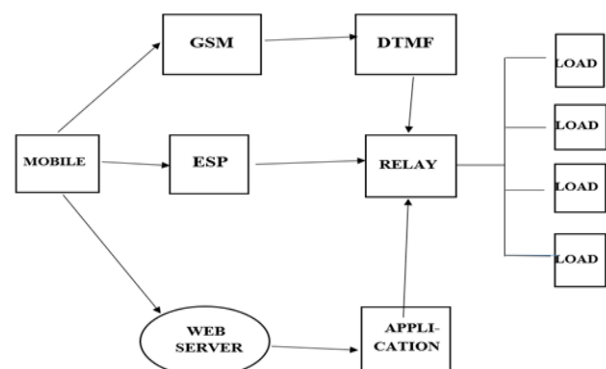 GSM
DTMF
LOAD
LOAD
MOBILE
ESP
RELAY
LOAD
LOAD
WEB
SERVER
APPLI-
CATION